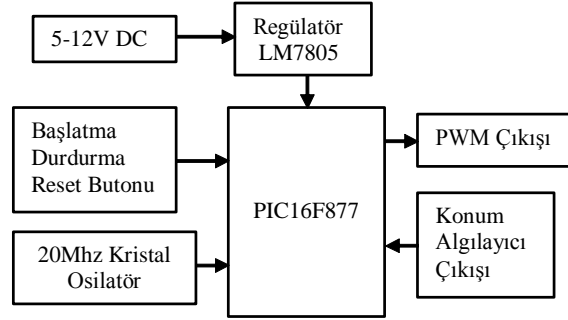 5-12V DC
Regülatör
LM7805
Başlatma
Durdurma
Reset Butonu
PIC16F877
PWM Çıkışı
20Mhz Kristal
Osilatör
Konum
Algılayıcı
Çıkışı